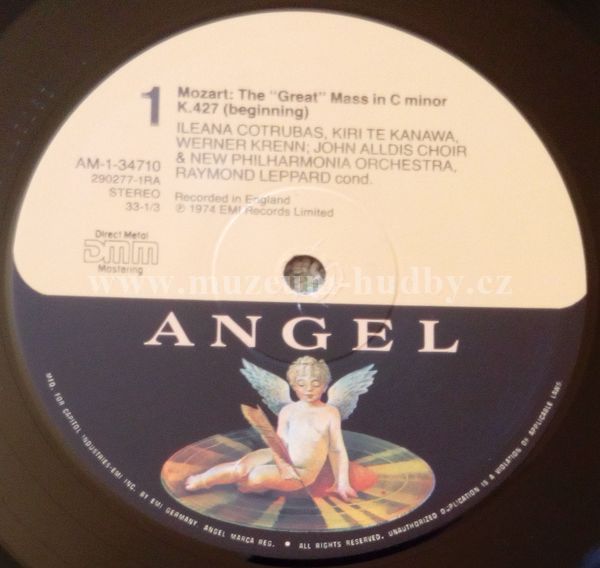 1
Mozart: The "Great" Mass in C minor
K.427 (beginning)
ILEANA COTRUBAS, KIRI TE KANAWA,
WERNER KRENN; JOHN ALLDIS CHOIR
& NEW PHILHARMONIA ORCHESTRA,
RAYMOND LEPPARD cond.
AM-1-34710
290277-1RA
STEREO
33-1/3
Recorded in England
℗ 1974 EMI Records Limited
Direct Metal
DMM
Mastering
www.muzeum-hudby.cz
ANGEL
MFD. FOR CAPITOL INDUSTRIES-EMI INC. BY EMI GERMANY. ANGEL MARCA REG. • ALL RIGHTS RESERVED. UNAUTHORIZED DUPLICATION IS A VIOLATION OF APPLICABLE LAWS.